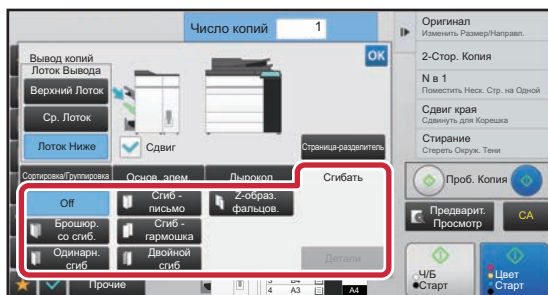 Число копий 1
Вывод копий
OK
Лоток Вывода
Верхний Лоток
Ср. Лоток
Лоток Ниже
Сдвиг
Страница-разделитель
Сортировка/Группировка
Основ. элем.
Дырокол
Сгибать
Off
Сгиб -
письмо
Z-образ.
фальцов.
Брошюр.
со сгиб.
Сгиб -
гармошка
Одинарн.
сгиб
Двойной
сгиб
Детали
Прочие
3 B4
4 A3
A4
Оригинал
Изменить Размер/Направл.
2-Стор. Копия
N в 1
Поместить Неск. Стр. на Одной
Сдвиг края
Сдвинуть для Корешка
Стирание
Стереть Окруж. Тени
Проб. Копия
Предварит.
Просмотр
CA
Ч/Б
Старт
Цвет
Старт